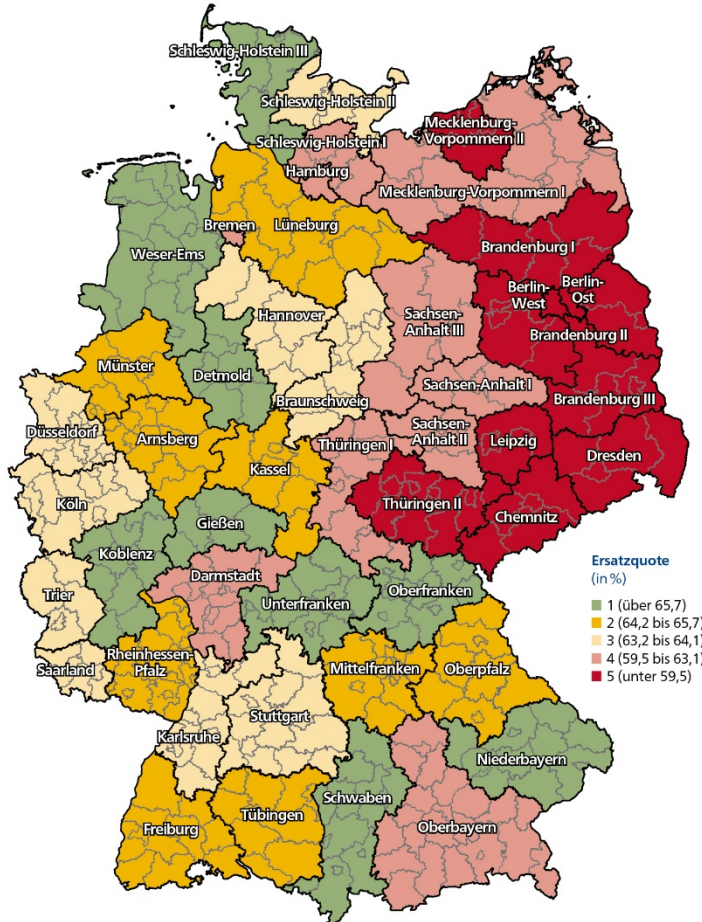 Schleswig-Holstein III
Schleswig-Holstein II
Mecklenburg-
Vorpommern II
Schleswig-Holstein I
Hamburg
Mecklenburg-Vorpommern I
Bremen
Lüneburg
Weser-Ems
Brandenburg I
Berlin-
West
Berlin-
Ost
Hannover
Sachsen-
Anhalt III
Brandenburg II
Münster
Detmold
Sachsen-Anhalt I
Braunschweig
Brandenburg III
Düsseldorf
Arnsberg
Thüringen I
Sachsen-
Anhalt II
Leipzig
Dresden
Kassel
Köln
Thüringen II
Chemnitz
Gießen
Koblenz
Darmstadt
Unterfranken
Oberfranken
Trier
Rheinhessen-
Pfalz
Saarland
Mittelfranken
Oberpfalz
Stuttgart
Karlsruhe
Niederbayern
Schwaben
Tübingen
Freiburg
Oberbayern
Ersatzquote
(in %)
1 (über 65,7)
2 (64,2 bis 65,7)
3 (63,2 bis 64,1)
4 (59,5 bis 63,1)
5 (unter 59,5)